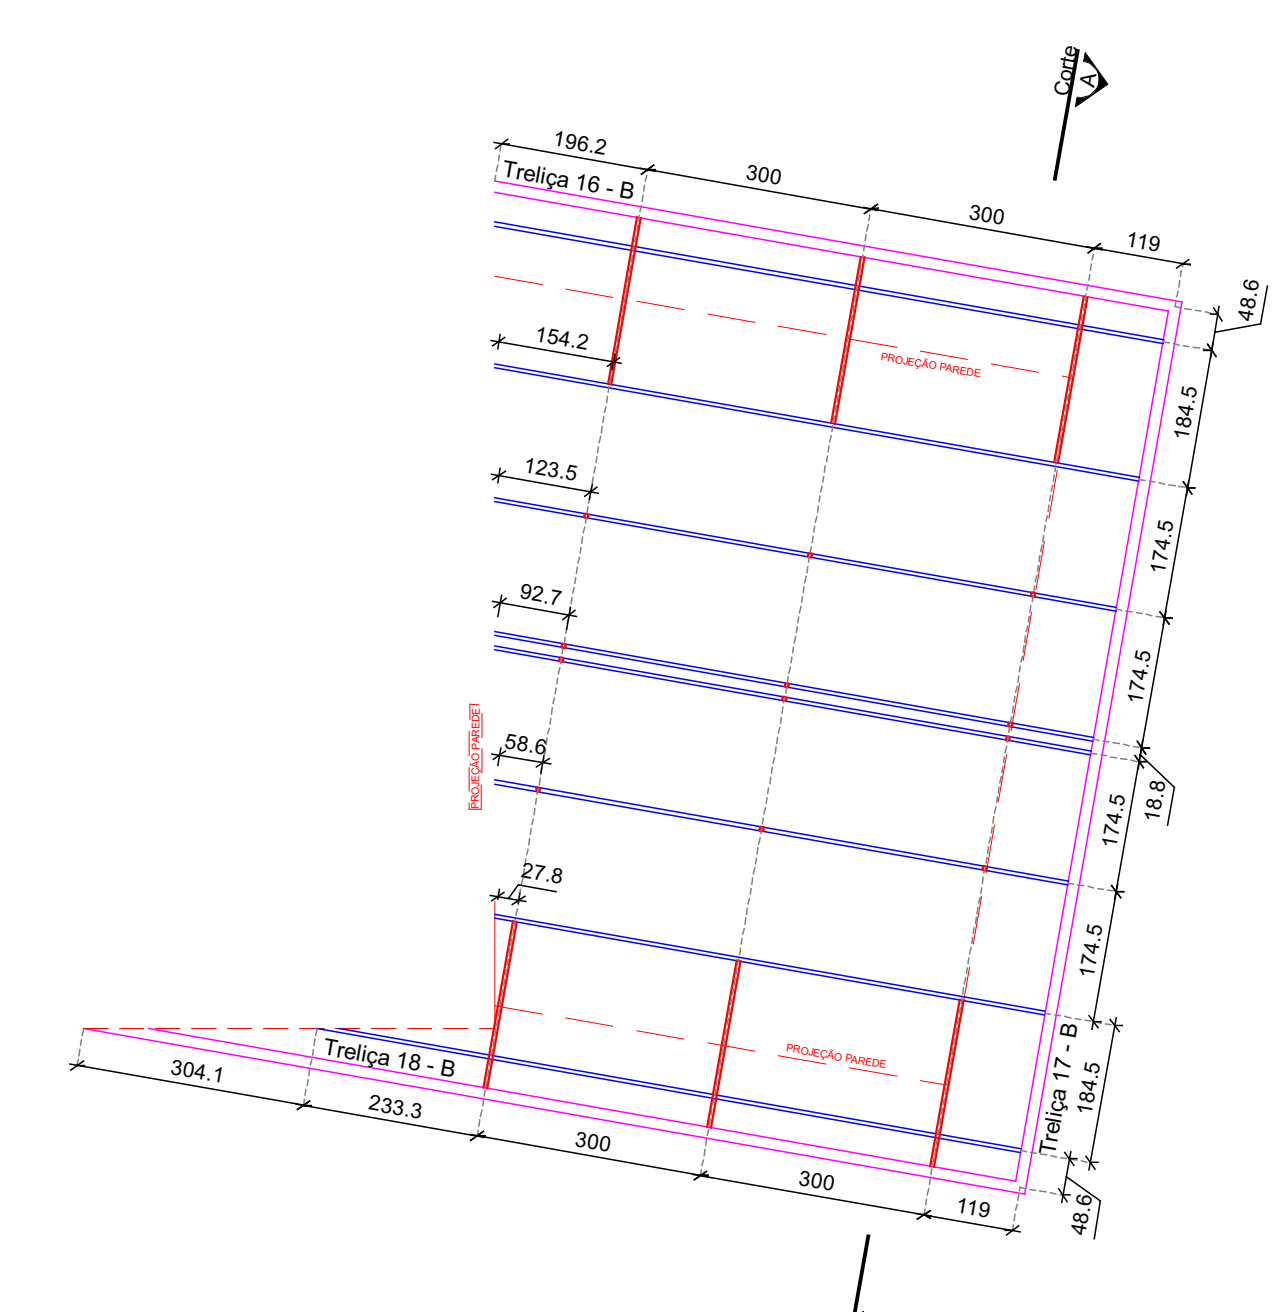 Corte
A
196.2
Treliça 16 - B
300
300
119
48.6
154.2
PROJEÇÃO PAREDE
184.5
123.5
174.5
92.7
174.5
PROJEÇÃO PAREDE
58.6
18.8
174.5
27.8
174.5
Treliça 18 - B
PROJEÇÃO PAREDE
Treliça 17 - B
184.5
304.1
233.3
300
300
119
48.6